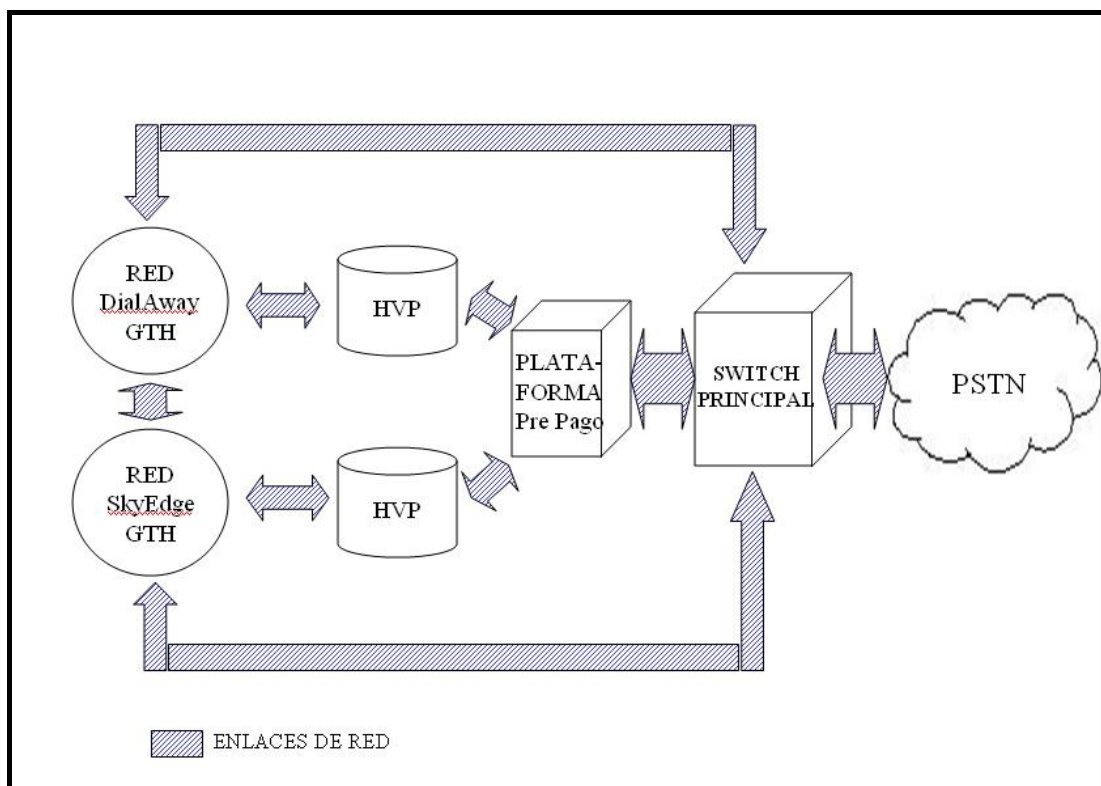 RED
DialAway
GTH
HVP
PLATA-
FORMA
Pre Pago
SWITCH
PRINCIPAL
PSTN
RED
SkyEdge
GTH
HVP
ENLACES DE RED